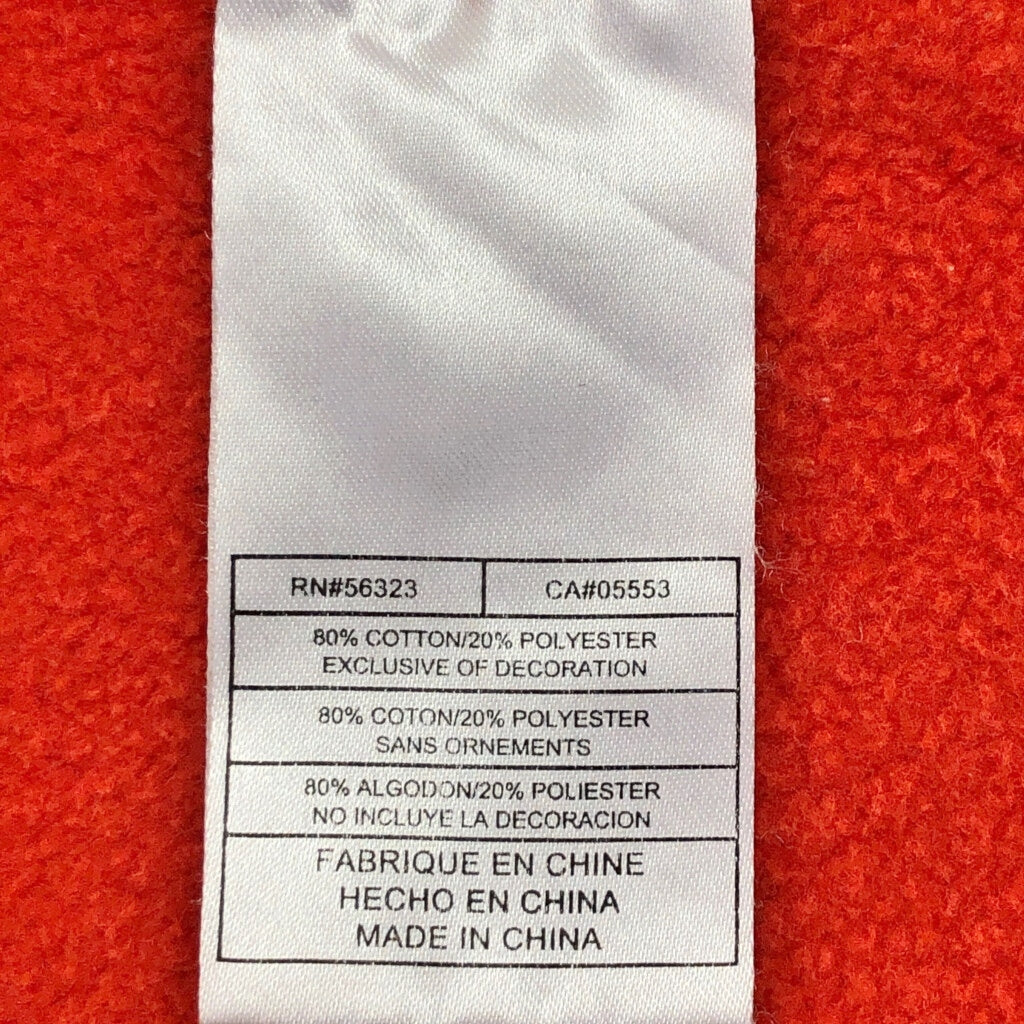 RN#56323 CA#05553
80% COTTON/20% POLYESTER
EXCLUSIVE OF DECORATION
80% COTON/20% POLYESTER
SANS ORNEMENTS
80% ALGODON/20% POLIESTER
NO INCLUYE LA DECORACION
FABRIQUE EN CHINE
HECHO EN CHINA
MADE IN CHINA